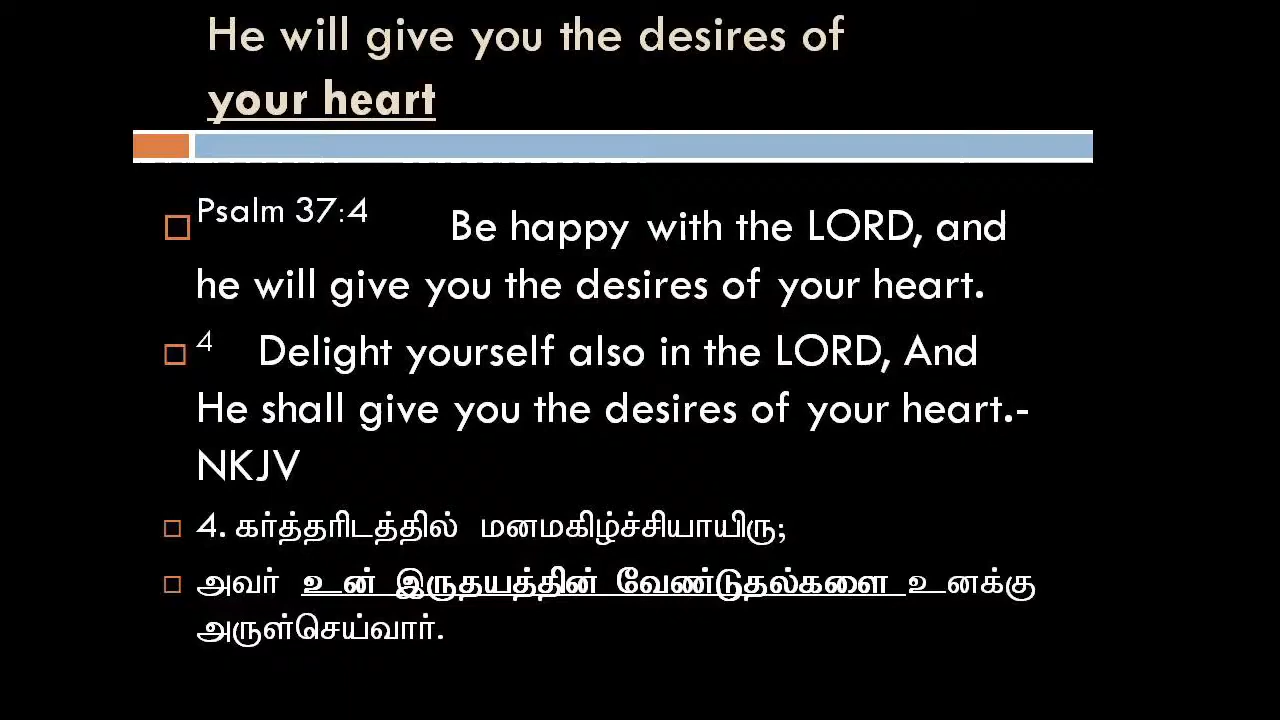 He will give you the desires of
your heart
Psalm 37:4 Be happy with the LORD, and
he will give you the desires of your heart.
4 Delight yourself also in the LORD, And
He shall give you the desires of your heart.-
NKJV
4. கர்த்தரிடத்தில் மனமகிழ்ச்சியாயிரு;
அவர் உன் இருதயத்தின் வேண்டுதல்களை உனக்கு
அருள்செய்வார்.